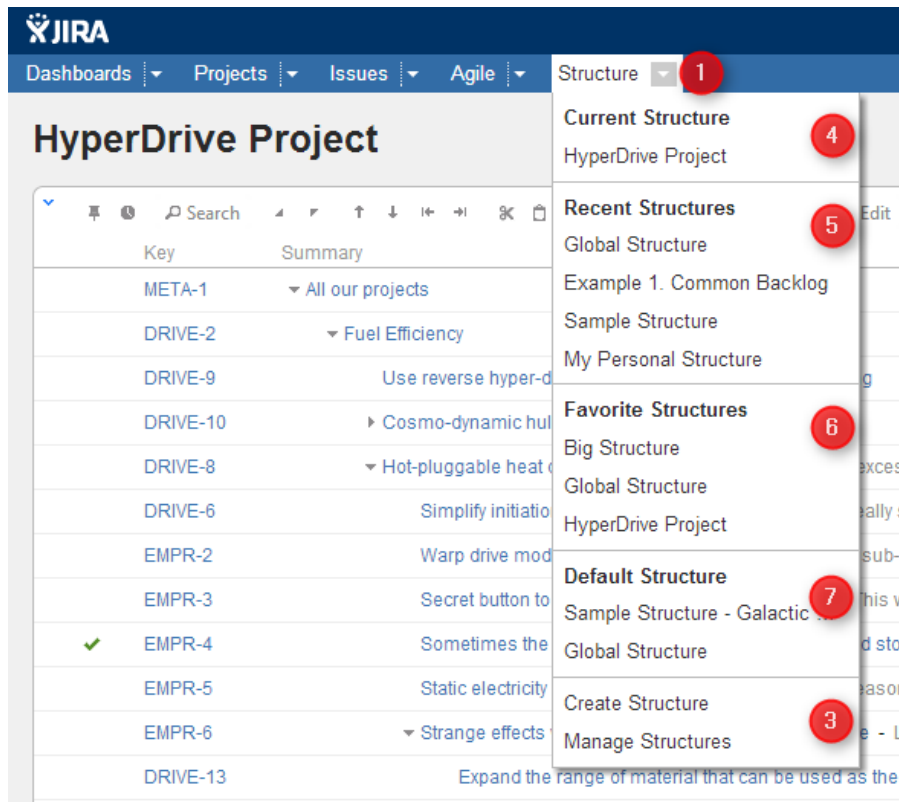 JIRA
Dashboards Projects Issues Agile Structure 1
HyperDrive Project
Current Structure 4
HyperDrive Project
Recent Structures 5
Global Structure
Example 1. Common Backlog
Sample Structure
My Personal Structure
Favorite Structures 6
Big Structure
Global Structure
HyperDrive Project
Default Structure 7
Sample Structure - Galactic ...
Global Structure
Create Structure 3
Manage Structures
Search Edit
Key Summary
META-1 All our projects
DRIVE-2 Fuel Efficiency
DRIVE-9 Use reverse hyper-d g
DRIVE-10 Cosmo-dynamic hul
DRIVE-8 Hot-pluggable heat exces
DRIVE-6 Simplify initiatio eally
EMPR-2 Warp drive mod sub-
EMPR-3 Secret button to his
EMPR-4 Sometimes the d sto
EMPR-5 Static electricity eason
EMPR-6 Strange effects e -
DRIVE-13 Expand the range of material that can be used as the